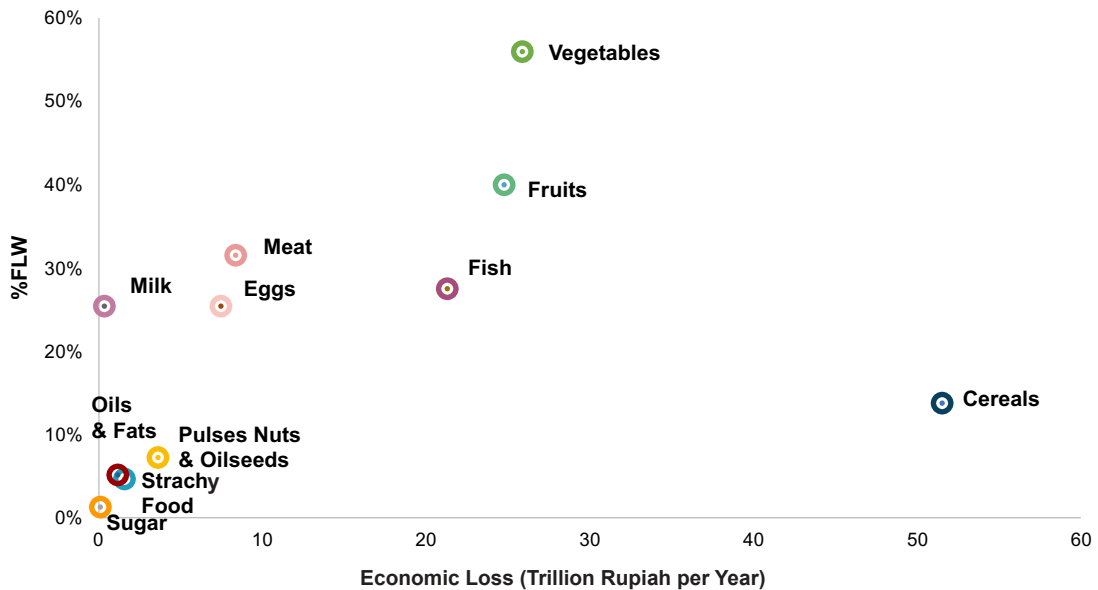 60%
Vegetables
50%
40%
Fruits
Meat
Fish
30%
Milk
Eggs
%FLW
20%
Oils
& Fats
Cereals
10%
Pulses Nuts
& Oilseeds
Strachy
Food
0%
Sugar
0 10 20 30 40 50 60
Economic Loss (Trillion Rupiah per Year)